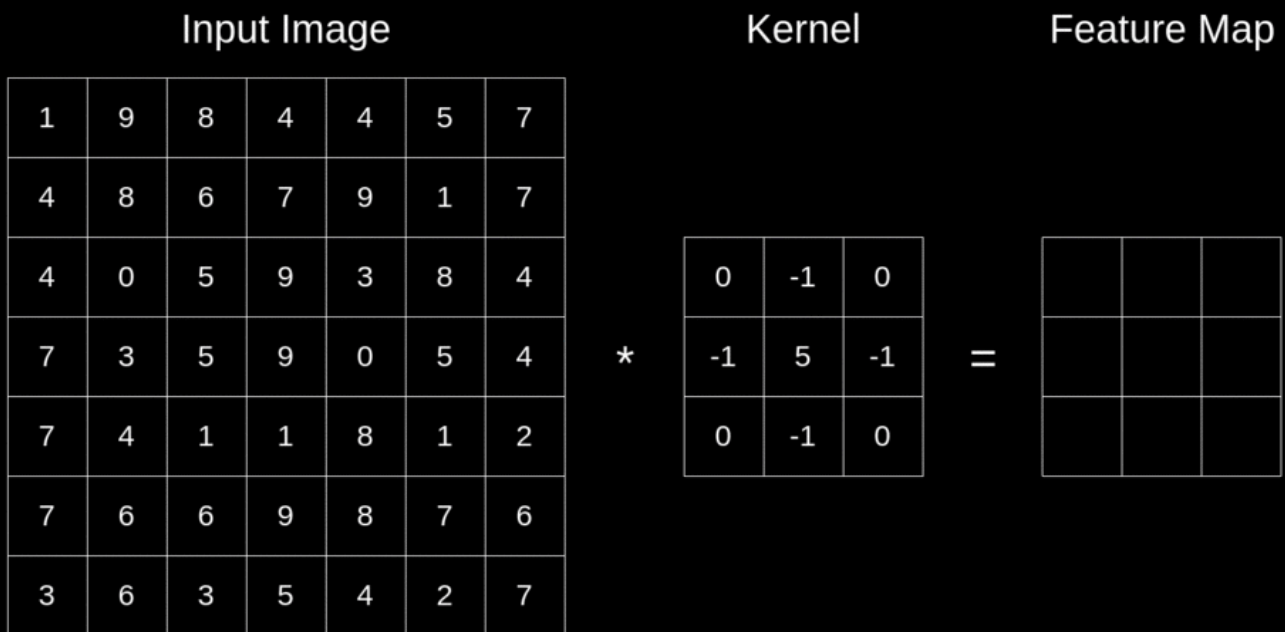 Input Image Kernel Feature Map
1 9 8 4 4 5 7
4 8 6 7 9 1 7
4 0 5 9 3 8 4 0 -1 0
7 3 5 9 0 5 4 * -1 5 -1 =
7 4 1 1 8 1 2 0 -1 0
7 6 6 9 8 7 6
3 6 3 5 4 2 7